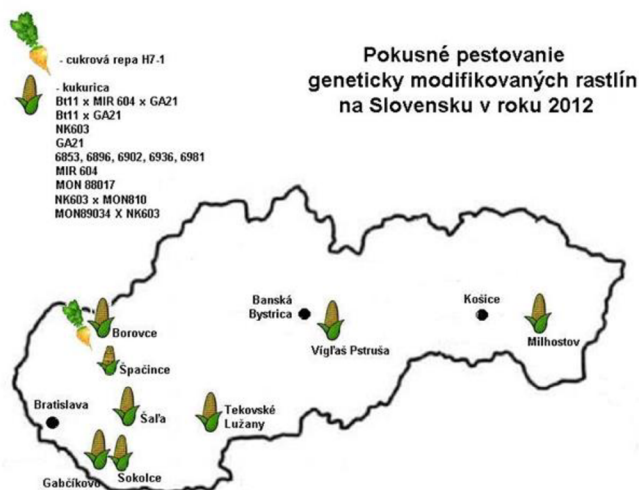 - cukrová repa H7-1
Pokusné pestovanie
geneticky modifikovaných rastlín
na Slovensku v roku 2012
- kukurica
Bt11 x MIR 604 x GA21
Bt11 x GA21
NK603
GA21
6853, 6896, 6902, 6936, 6981
MIR 604
MON 88017
NK603 x MON810
MON89034 X NK603
Banská
Bystrica
Košice
Borovce
Vígľaš Pstruša
Milhostov
Špačince
Bratislava
Šaľa
Tekovské
Lužany
Gabčíkovo
Sokolce